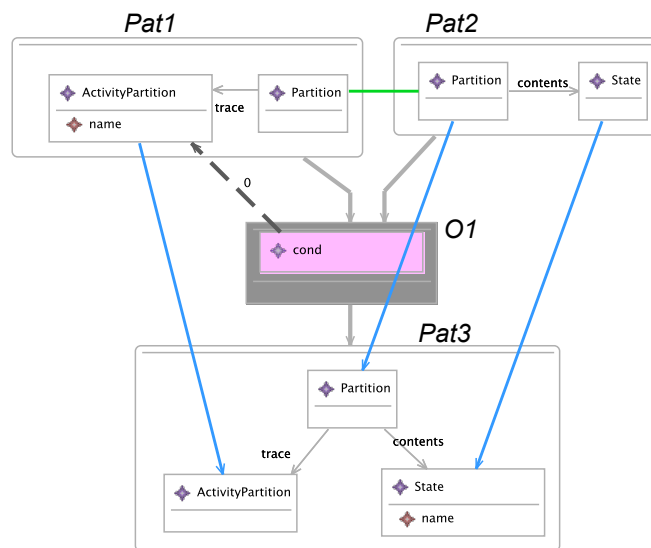 Pat1
Pat2
ActivityPartition
name
trace
Partition
Partition
contents
State
0
O1
cond
Pat3
Partition
trace
contents
ActivityPartition
State
name